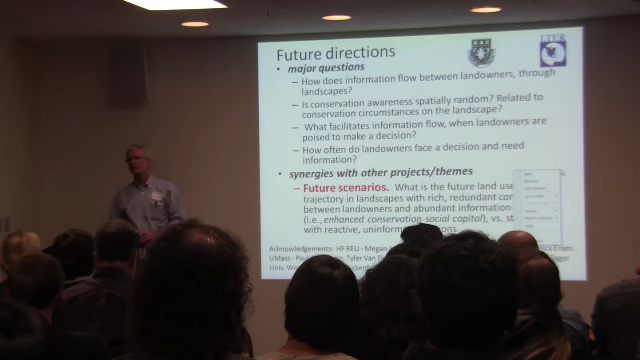 Future directions
LTER
• major questions
– How does information flow between landowners, through
landscapes?
– Is conservation awareness spatially random? Related to
conservation circumstances on the landscape?
– What facilitates information flow, when landowners are
poised to make a decision?
– How often do landowners face a decision and need
information?
• synergies with other projects/themes
– Future scenarios. What is the future land use
trajectory in landscapes with rich, redundant
between landowners and abundant information
(i.e., enhanced conservation social capital), vs.
with reactive,
Acknowledgements: HF REU - Megan
UMass - Tyler Van
Univ.